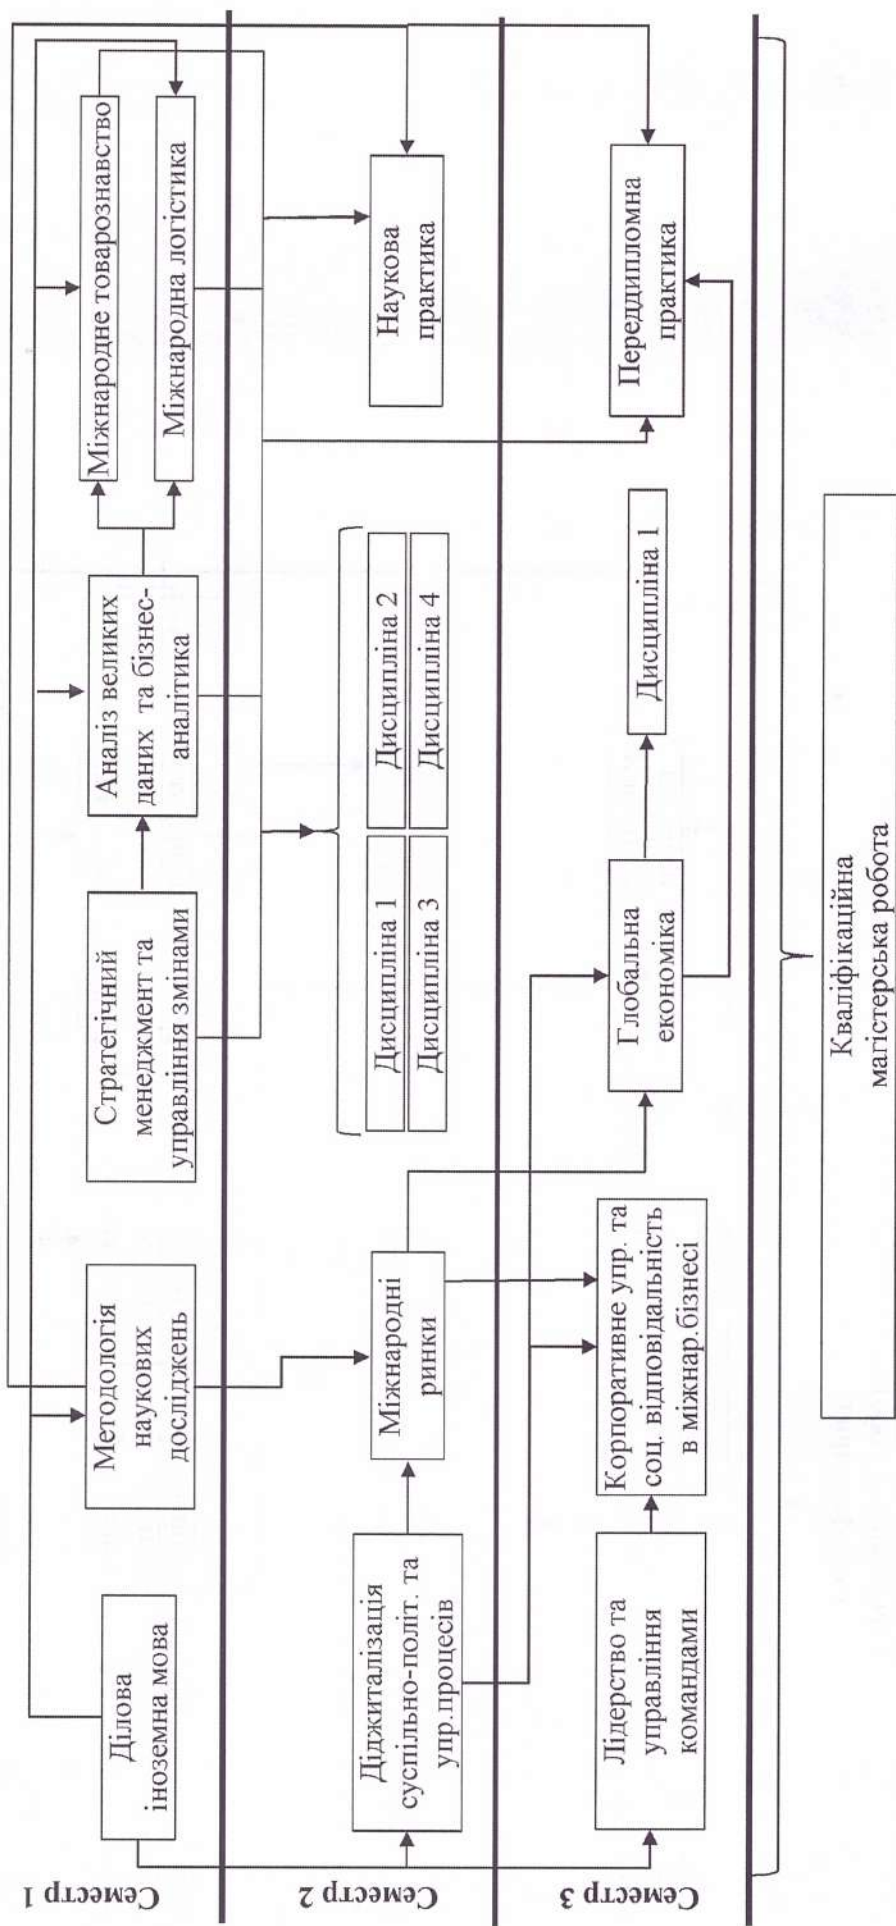 Семестр 1
Ділова
іноземна мова
Методологія
наукових
досліджень
Стратегічний
менеджмент та
управління змінами
Аналіз великих
даних та бізнес-
аналітика
Міжнародне товарознавство
Міжнародна логістика
Семестр 2
Діджиталізація
суспільно-політ. та
упр.процесів
Міжнародні
ринки
Дисципліна 1
Дисципліна 2
Дисципліна 3
Дисципліна 4
Наукова
практика
Семестр 3
Лідерство та
управління
командами
Корпоративне упр. та
соц. відповідальність
в міжнар.бізнесі
Глобальна
економіка
Дисципліна 1
Переддипломна
практика
Кваліфікаційна
магістерська робота